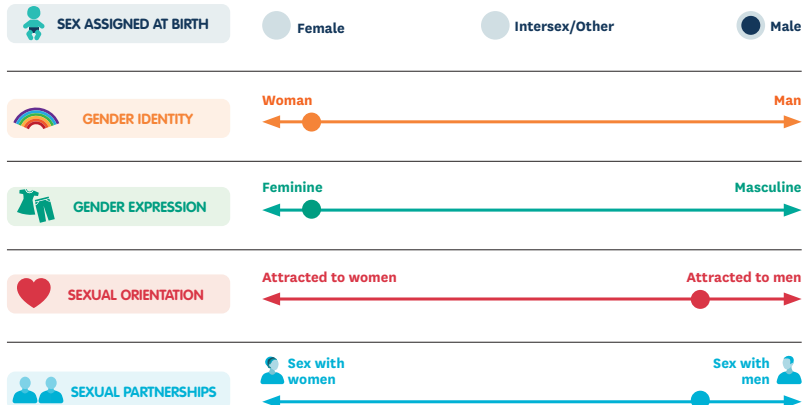 SEX ASSIGNED AT BIRTH
Female
Intersex/Other
Male
GENDER IDENTITY
Woman
Man
GENDER EXPRESSION
Feminine
Masculine
SEXUAL ORIENTATION
Attracted to women
Attracted to men
SEXUAL PARTNERSHIPS
Sex with
women
Sex with
men